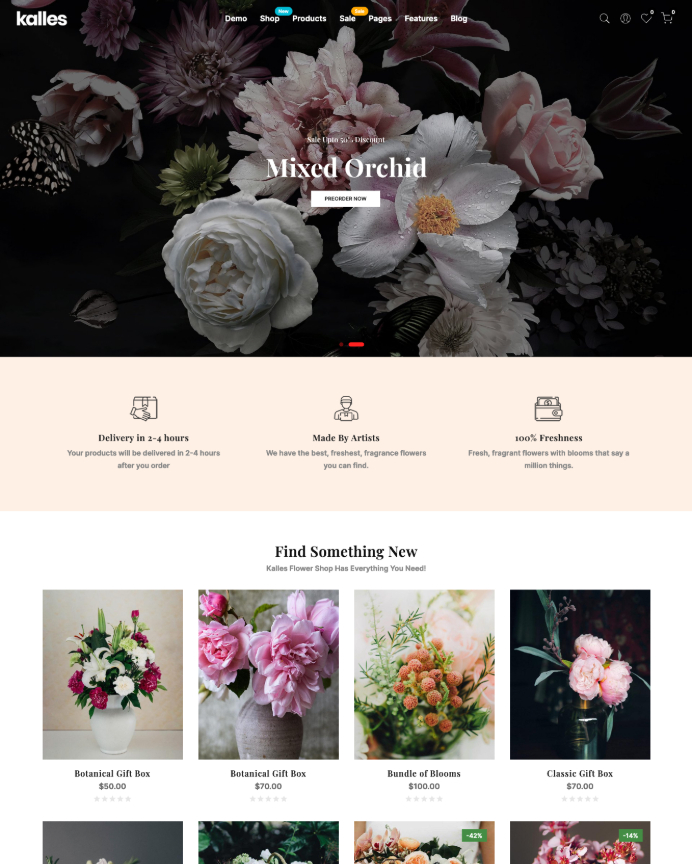 kalles
Demo
Shop
New
Products
Sale
Sale
Pages
Features
Blog
0
0
Sale Upto 50% Discount
Mixed Orchid
PREORDER NOW
Delivery in 2-4 hours
Your products will be delivered in 2-4 hours
after you order
Made By Artists
We have the best, freshest, fragrance flowers
you can find.
100% Freshness
Fresh, fragrant flowers with blooms that say a
million things.
Find Something New
Kalles Flower Shop Has Everything You Need!
Botanical Gift Box
$50.00
Botanical Gift Box
$70.00
Bundle of Blooms
$100.00
Classic Gift Box
$70.00
-42%
-14%